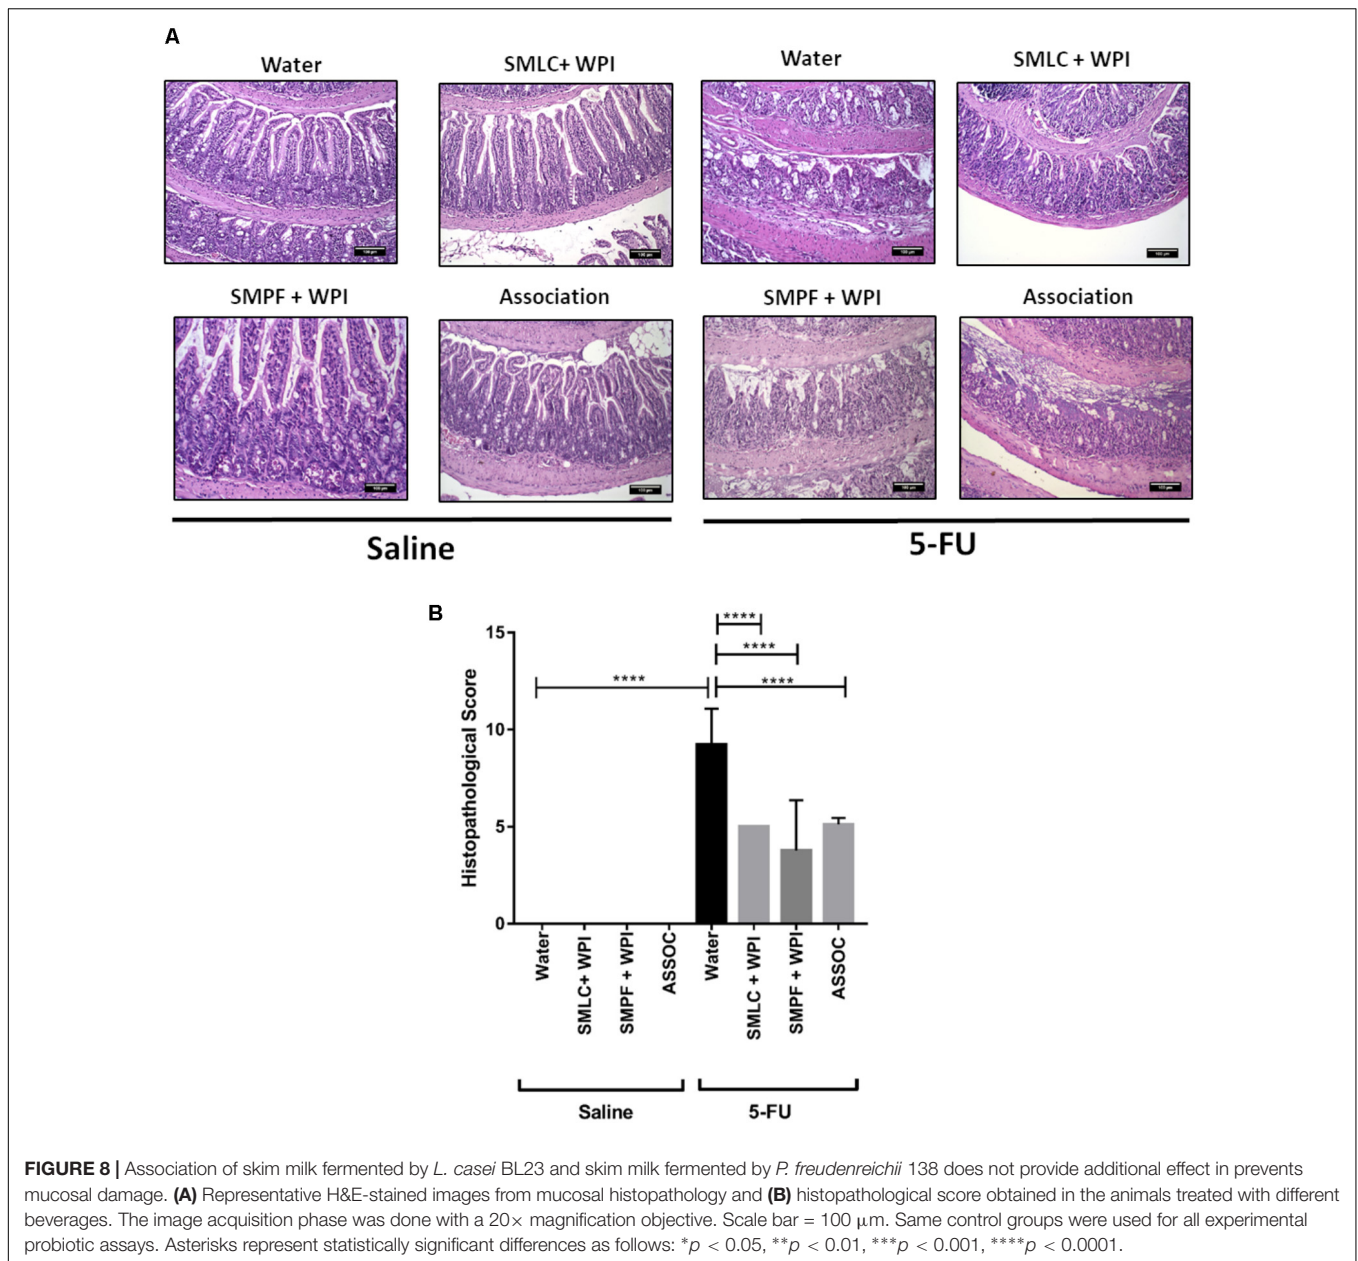 A
Water
SMLC+ WPI
Water
SMLC + WPI
SMPF + WPI
Association
SMPF + WPI
Association
100 μm
Saline
5-FU
B
****
****
****
****
15
10
5
0
Histopathological Score
Water
SMLC+ WPI
SMPF + WPI
ASSOC
Water
SMLC + WPI
SMPF + WPI
ASSOC
Saline
5-FU
FIGURE 8 | Association of skim milk fermented by L. casei BL23 and skim milk fermented by P. freudenreichii 138 does not provide additional effect in prevents
mucosal damage. (A) Representative H&E-stained images from mucosal histopathology and (B) histopathological score obtained in the animals treated with different
beverages. The image acquisition phase was done with a 20× magnification objective. Scale bar = 100 μm. Same control groups were used for all experimental
probiotic assays. Asterisks represent statistically significant differences as follows: *p < 0.05, **p < 0.01, ***p < 0.001, ****p < 0.0001.